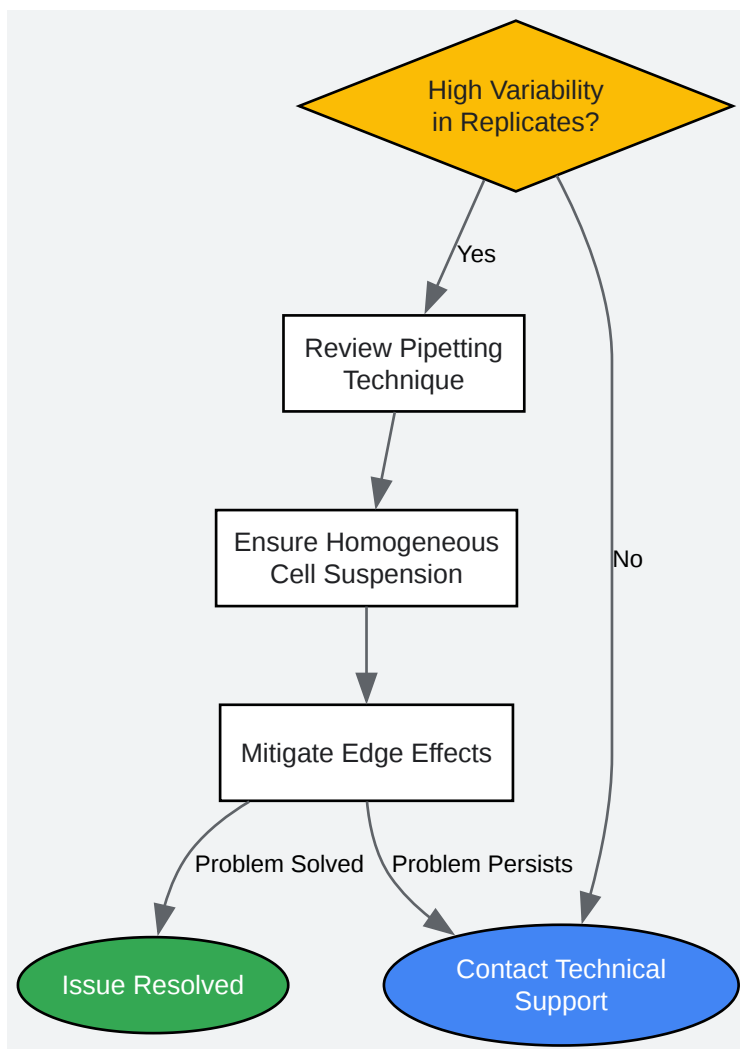 High Variability
in Replicates?
Yes
Review Pipetting
Technique
Ensure Homogeneous
Cell Suspension
No
Mitigate Edge Effects
Problem Solved
Problem Persists
Issue Resolved
Contact Technical
Support